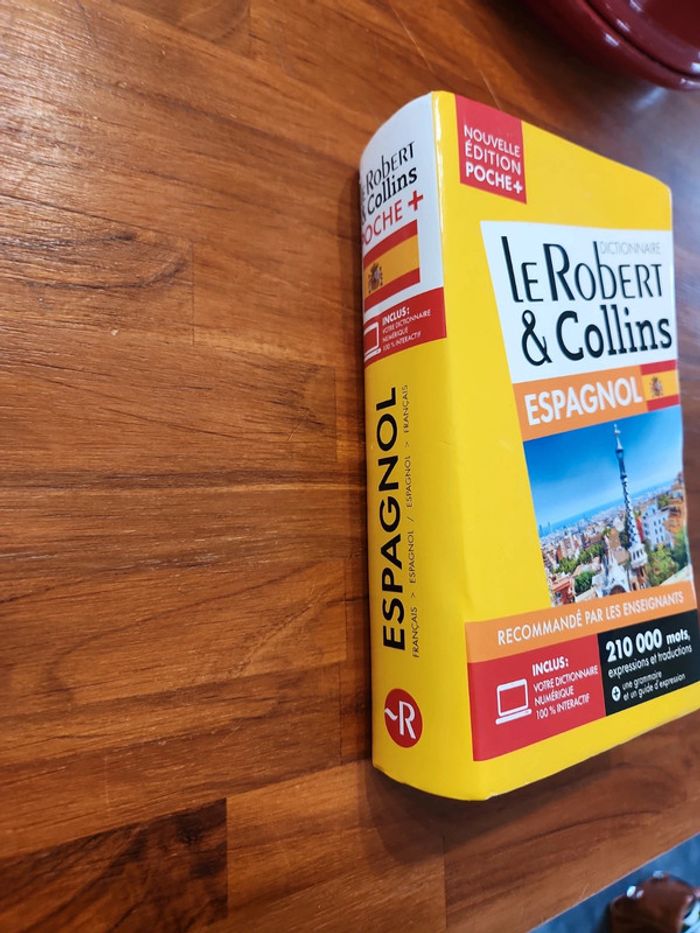 le Robert
& Collins
POCHE +
INCLUS :
VOTRE DICTIONNAIRE
NUMÉRIQUE
100 % INTERACTIF
ESPAGNOL
FRANÇAIS > ESPAGNOL / ESPAGNOL > FRANÇAIS
~R
NOUVELLE
ÉDITION
POCHE+
DICTIONNAIRE
le Robert
& Collins
ESPAGNOL
RECOMMANDÉ PAR LES ENSEIGNANTS
INCLUS :
VOTRE DICTIONNAIRE
NUMÉRIQUE
100 % INTERACTIF
210 000 mots,
expressions et traductions
+ une grammaire
et un guide d'expression